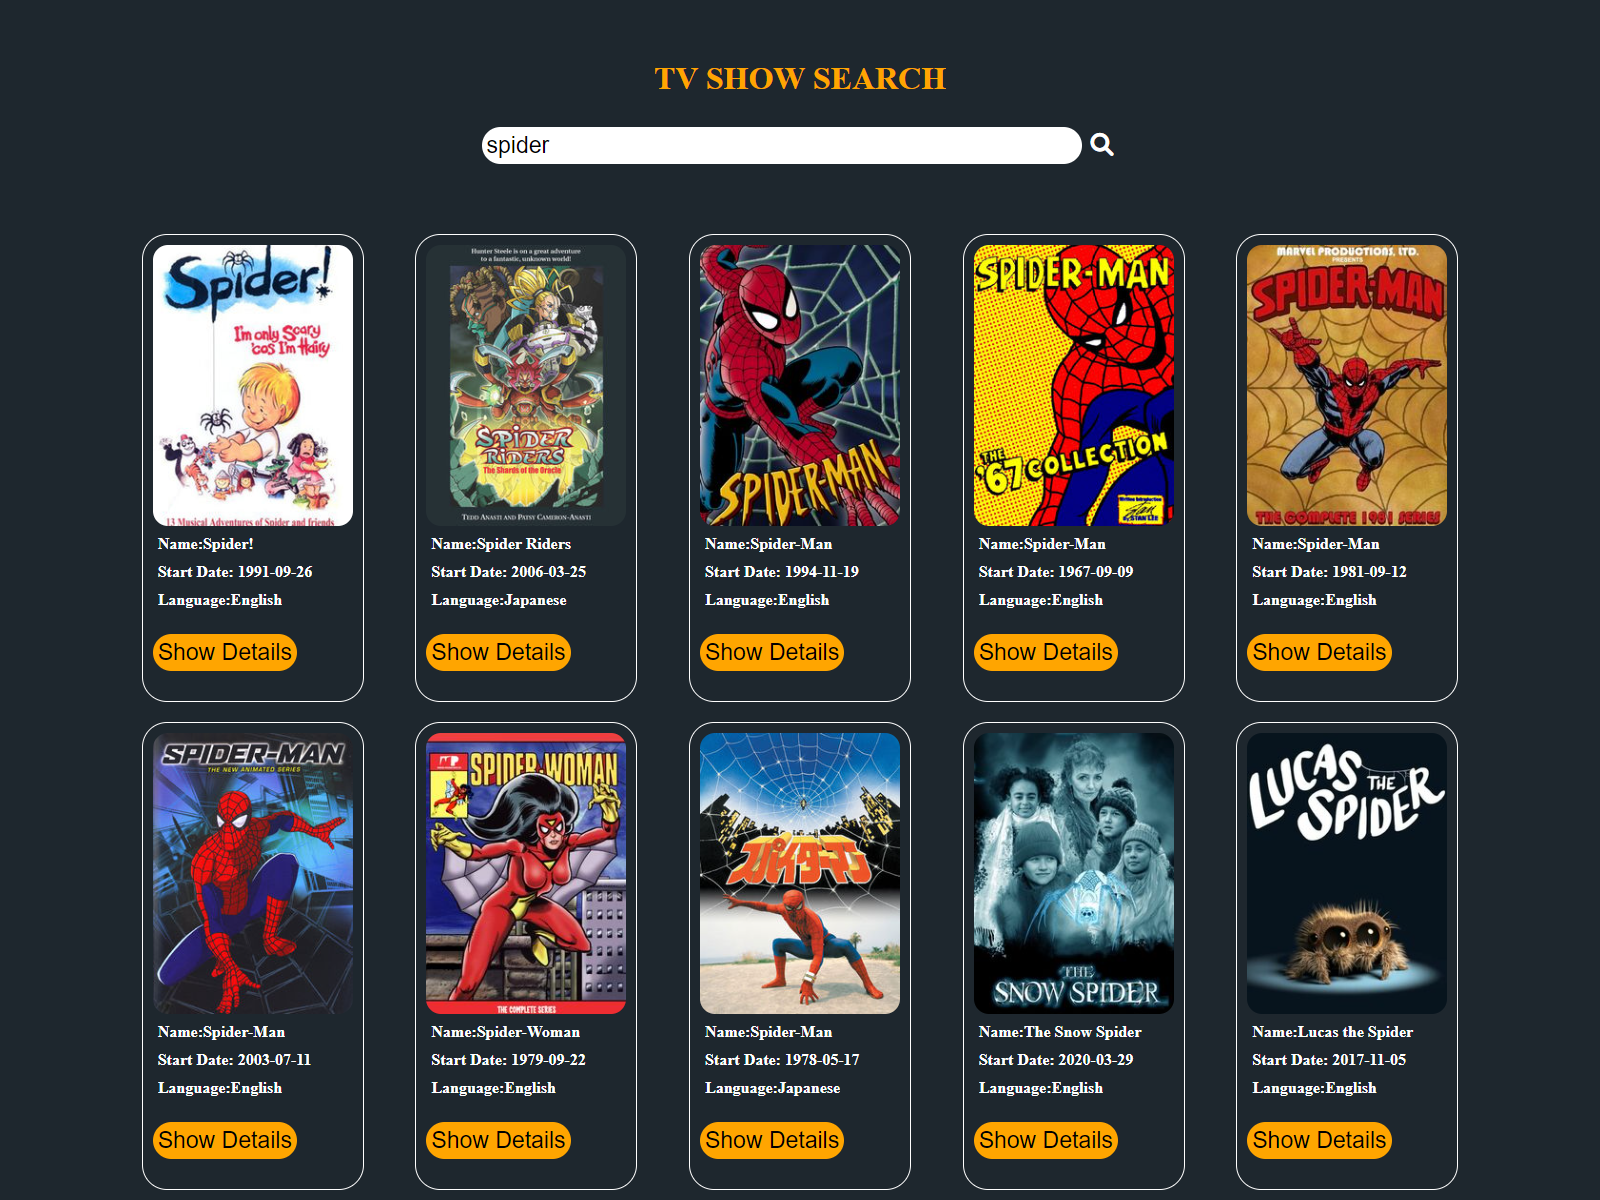 TV SHOW SEARCH
spider
Spider!
I'm only Scary
'cos I'm Hairy
13 Musical Adventures of Spider and friends
Name:Spider!
Start Date: 1991-09-26
Language:English
Show Details
Hunter Steele is on a great adventure
to a fantastic, unknown world!
SPIDER
RIDERS
The Shards of the Oracle
TEDD ANASTI AND PATSY CAMERON-ANASTI
Name:Spider Riders
Start Date: 2006-03-25
Language:Japanese
Show Details
SPIDER-MAN
Name:Spider-Man
Start Date: 1994-11-19
Language:English
Show Details
SPIDER-MAN
THE
'67 COLLECTION
BY STAN LEE
Name:Spider-Man
Start Date: 1967-09-09
Language:English
Show Details
MARVEL PRODUCTIONS, LTD.
PRESENTS
SPIDER-MAN
THE COMPLETE 1981 SERIES
Name:Spider-Man
Start Date: 1981-09-12
Language:English
Show Details
SPIDER-MAN
THE NEW ANIMATED SERIES
Name:Spider-Man
Start Date: 2003-07-11
Language:English
Show Details
SPIDER-WOMAN
THE COMPLETE SERIES
Name:Spider-Woman
Start Date: 1979-09-22
Language:English
Show Details
スパイダーマン
Name:Spider-Man
Start Date: 1978-05-17
Language:Japanese
Show Details
THE
SNOW SPIDER
Name:The Snow Spider
Start Date: 2020-03-29
Language:English
Show Details
LUCAS
THE
SPIDER
Name:Lucas the Spider
Start Date: 2017-11-05
Language:English
Show Details